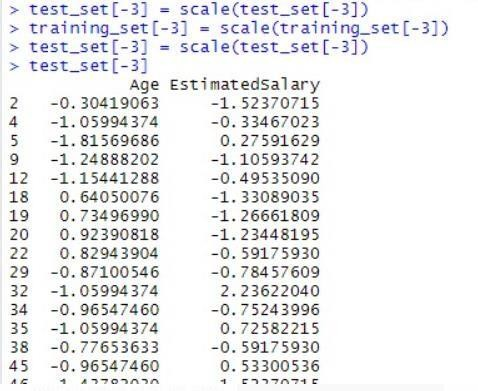 > test_set[-3] = scale(test_set[-3])
> training_set[-3] = scale(training_set[-3])
> test_set[-3] = scale(test_set[-3])
> test_set[-3]
Age EstimatedSalary
2 -0.30419063 -1.52370715
4 -1.05994374 -0.33467023
5 -1.81569686 0.27591629
9 -1.24888202 -1.10593742
12 -1.15441288 -0.49535090
18 0.64050076 -1.33089035
19 0.73496990 -1.26661809
20 0.92390818 -1.23448195
22 0.82943904 -0.59175930
29 -0.87100546 -0.78457609
32 -1.05994374 2.23622040
34 -0.96547460 -0.75243996
35 -1.05994374 0.72582215
38 -0.77653633 -0.59175930
45 -0.96547460 0.53300536